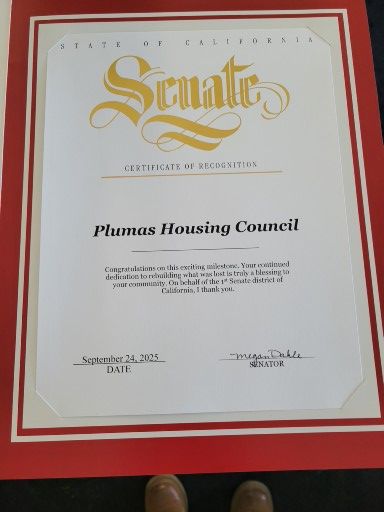 STATE OF CALIFORNIA
Senate
CERTIFICATE OF RECOGNITION
Plumas Housing Council
Congratulations on this exciting milestone. Your continued
dedication to rebuilding what was lost is truly a blessing to
your community. On behalf of the 1st Senate district of
California, I thank you.
September 24, 2025 Megan Dahle
DATE SENATOR